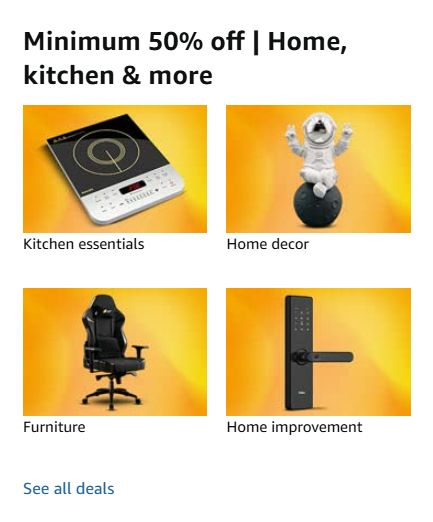 Minimum 50% off | Home,
kitchen & more
Kitchen essentials
Home decor
Furniture
Home improvement
See all deals